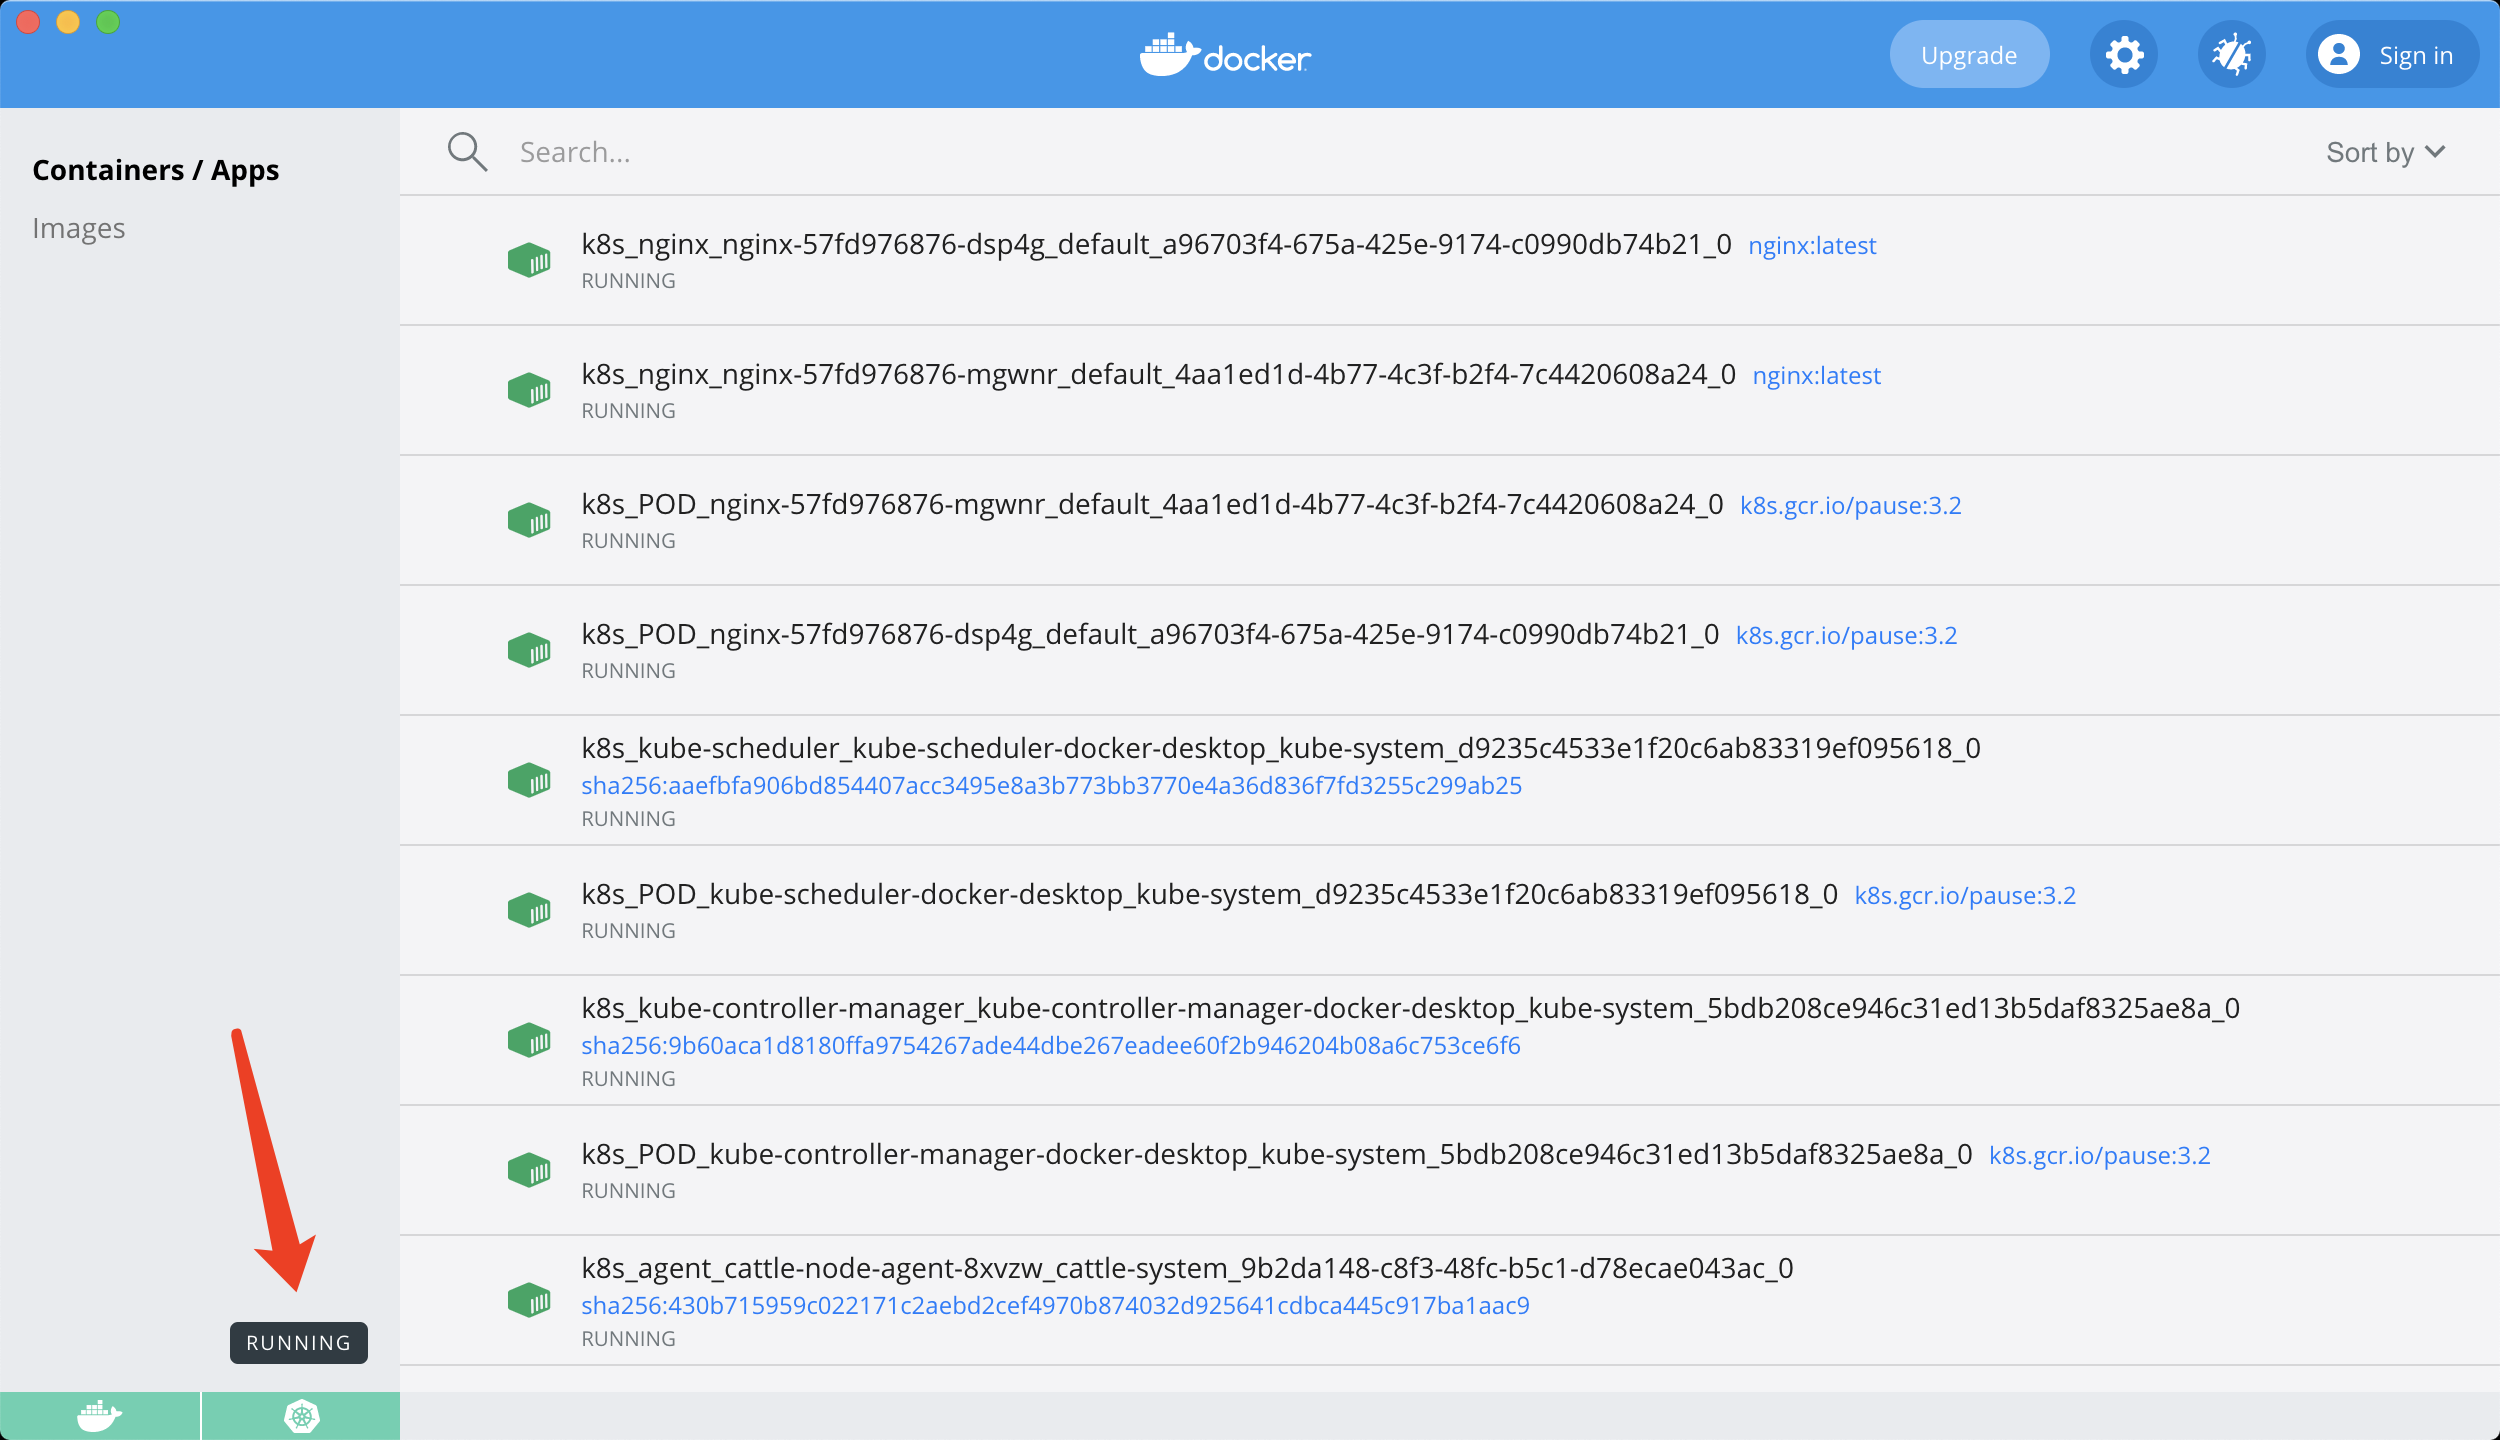 docker
Upgrade
Sign in
Containers / Apps
Images
Search...
Sort by
k8s_nginx_nginx-57fd976876-dsp4g_default_a96703f4-675a-425e-9174-c0990db74b21_0 nginx:latest
RUNNING
k8s_nginx_nginx-57fd976876-mgwnr_default_4aa1ed1d-4b77-4c3f-b2f4-7c4420608a24_0 nginx:latest
RUNNING
k8s_POD_nginx-57fd976876-mgwnr_default_4aa1ed1d-4b77-4c3f-b2f4-7c4420608a24_0 k8s.gcr.io/pause:3.2
RUNNING
k8s_POD_nginx-57fd976876-dsp4g_default_a96703f4-675a-425e-9174-c0990db74b21_0 k8s.gcr.io/pause:3.2
RUNNING
k8s_kube-scheduler_kube-scheduler-docker-desktop_kube-system_d9235c4533e1f20c6ab83319ef095618_0
sha256:aaefbfa906bd854407acc3495e8a3b773bb3770e4a36d836f7fd3255c299ab25
RUNNING
k8s_POD_kube-scheduler-docker-desktop_kube-system_d9235c4533e1f20c6ab83319ef095618_0 k8s.gcr.io/pause:3.2
RUNNING
k8s_kube-controller-manager_kube-controller-manager-docker-desktop_kube-system_5bdb208ce946c31ed13b5daf8325ae8a_0
sha256:9b60aca1d8180ffa9754267ade44dbe267eadee60f2b946204b08a6c753ce6f6
RUNNING
k8s_POD_kube-controller-manager-docker-desktop_kube-system_5bdb208ce946c31ed13b5daf8325ae8a_0 k8s.gcr.io/pause:3.2
RUNNING
k8s_agent_cattle-node-agent-8xvzw_cattle-system_9b2da148-c8f3-48fc-b5c1-d78ecae043ac_0
sha256:430b715959c022171c2aebd2cef4970b874032d925641cdbca445c917ba1aac9
RUNNING
RUNNING